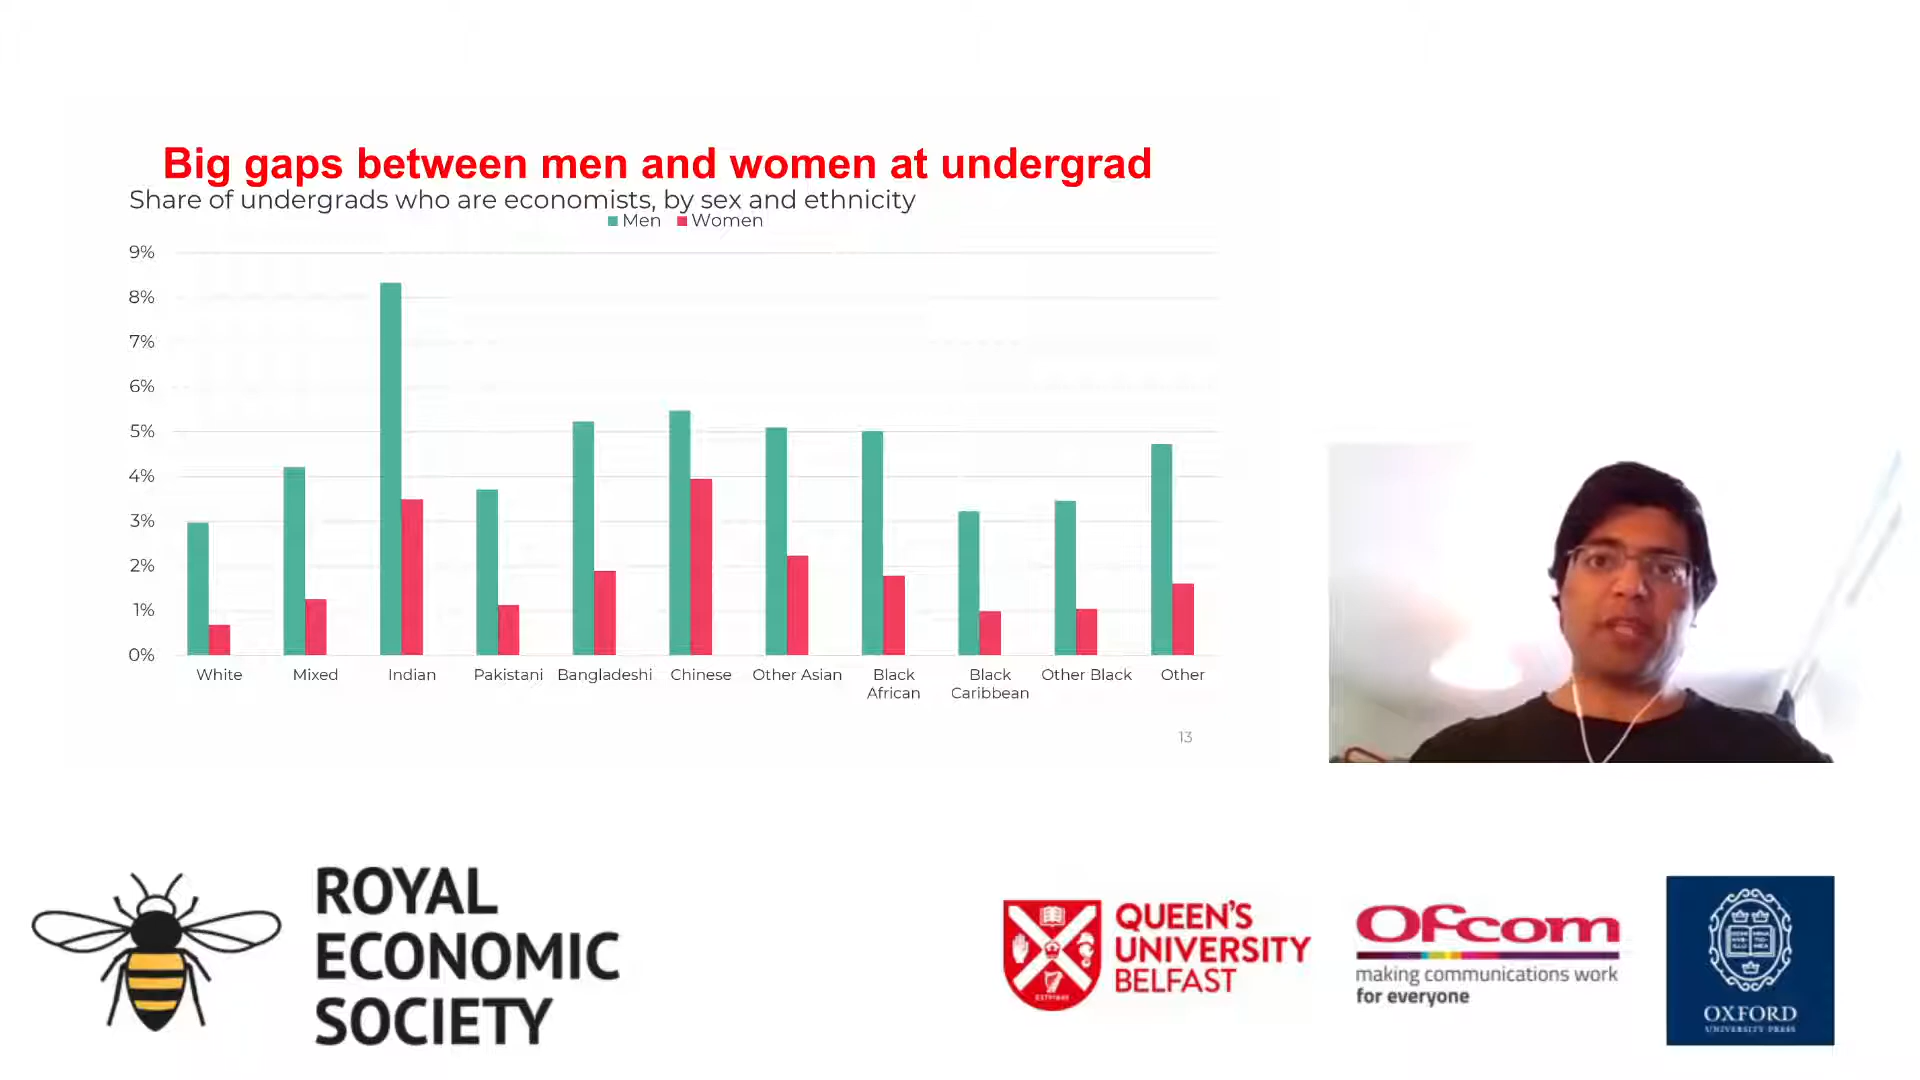 Big gaps between men and women at undergrad
Share of undergrads who are economists, by sex and ethnicity
Men Women
9%
8%
7%
6%
5%
4%
3%
2%
1%
0%
White Mixed Indian Pakistani Bangladeshi Chinese Other Asian Black African Black Caribbean Other Black Other
13
ROYAL
ECONOMIC
SOCIETY
QUEEN'S
UNIVERSITY
BELFAST
Ofcom
making communications work
for everyone
OXFORD
UNIVERSITY PRESS